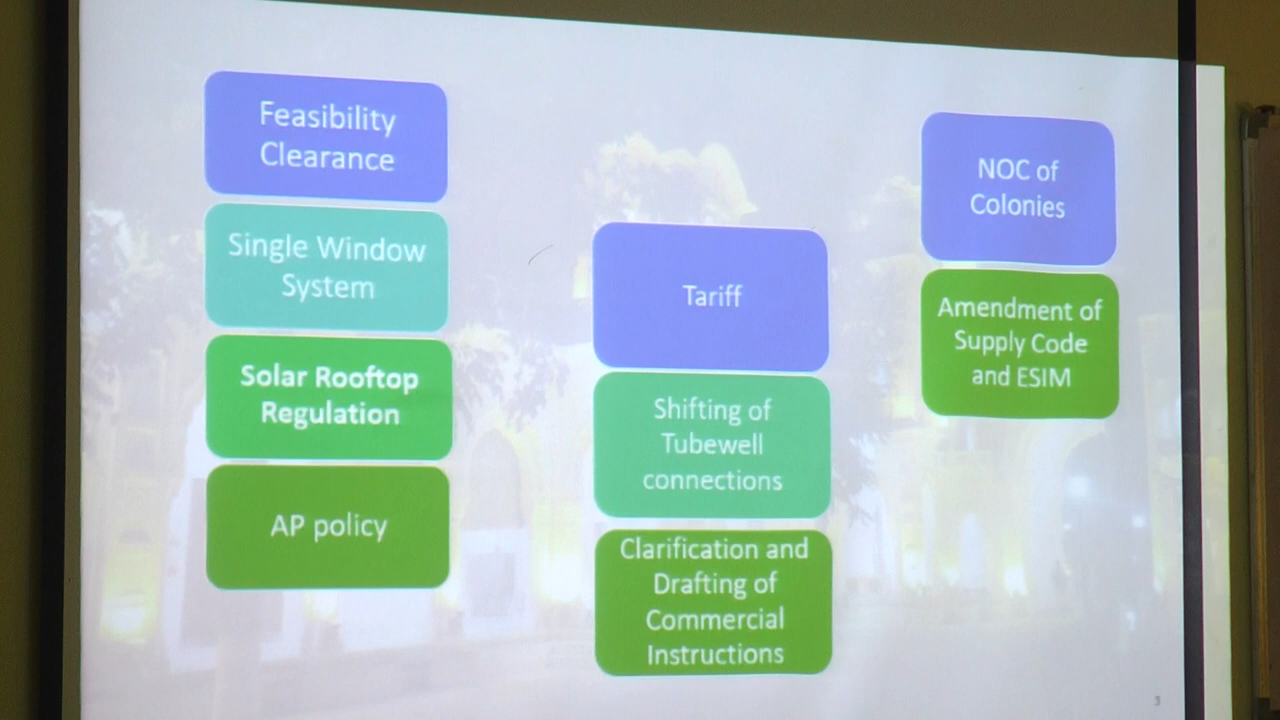 Feasibility
Clearance
Single Window
System
Solar Rooftop
Regulation
AP policy
Tariff
Shifting of
Tubewell
connections
Clarification and
Drafting of
Commercial
Instructions
NOC of
Colonies
Amendment of
Supply Code
and ESIM